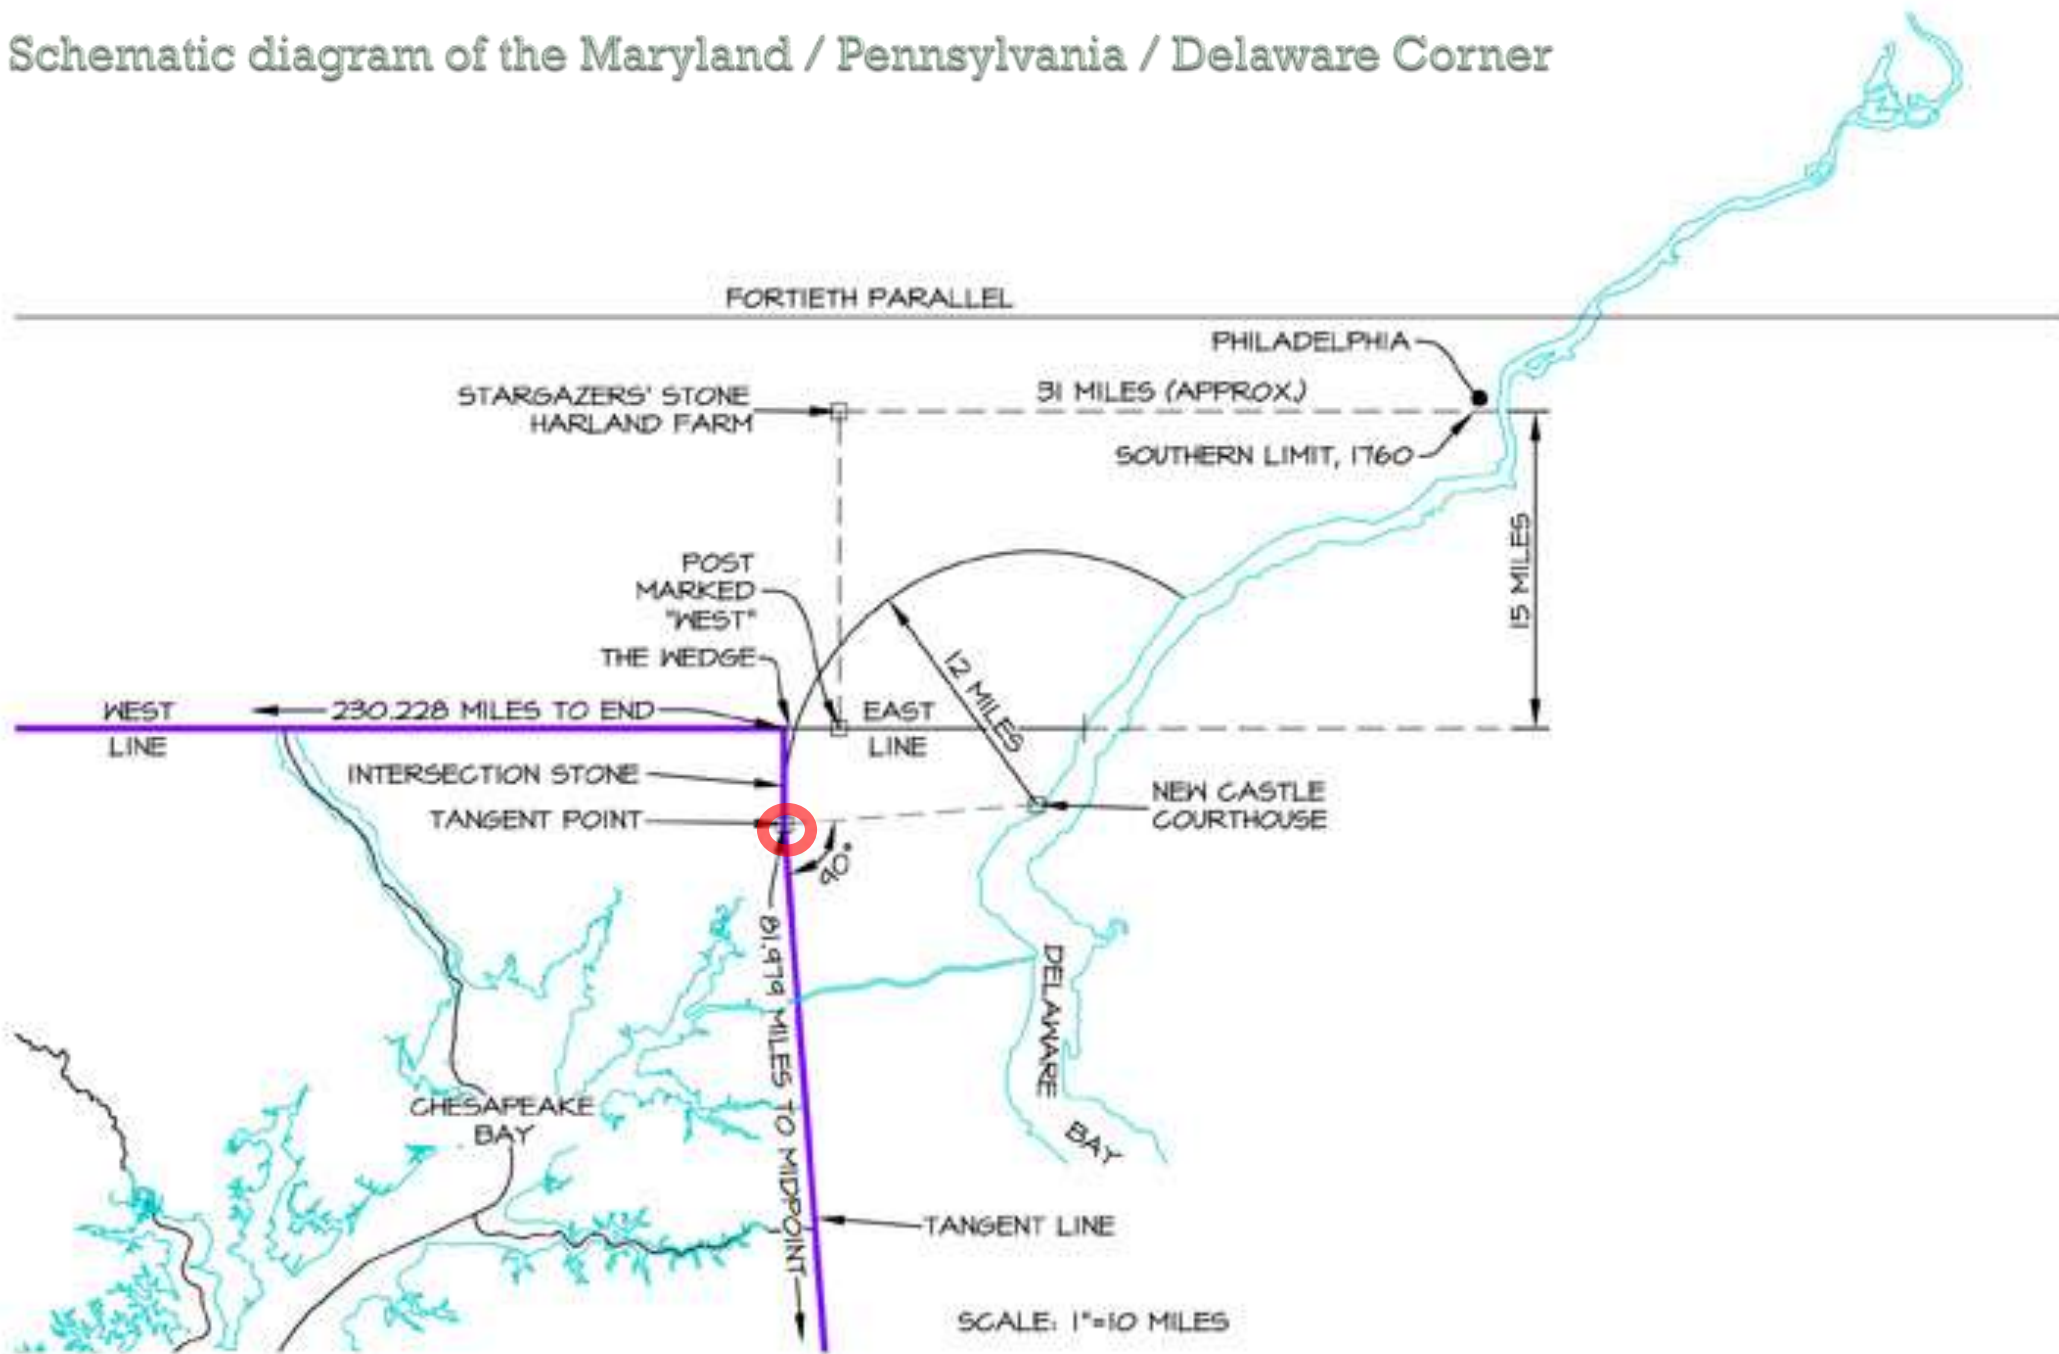 Schematic diagram of the Maryland / Pennsylvania / Delaware Corner
FORTIETH PARALLEL
PHILADELPHIA
STARGAZERS' STONE
HARLAND FARM
31 MILES (APPROX.)
SOUTHERN LIMIT, 1760
15 MILES
POST
MARKED
"WEST"
THE WEDGE
12 MILES
WEST
LINE
230.228 MILES TO END
EAST
LINE
INTERSECTION STONE
TANGENT POINT
NEW CASTLE
COURTHOUSE
90°
81.979 MILES TO MIDPOINT
DELAWARE
BAY
CHESAPEAKE
BAY
TANGENT LINE
SCALE: 1"=10 MILES